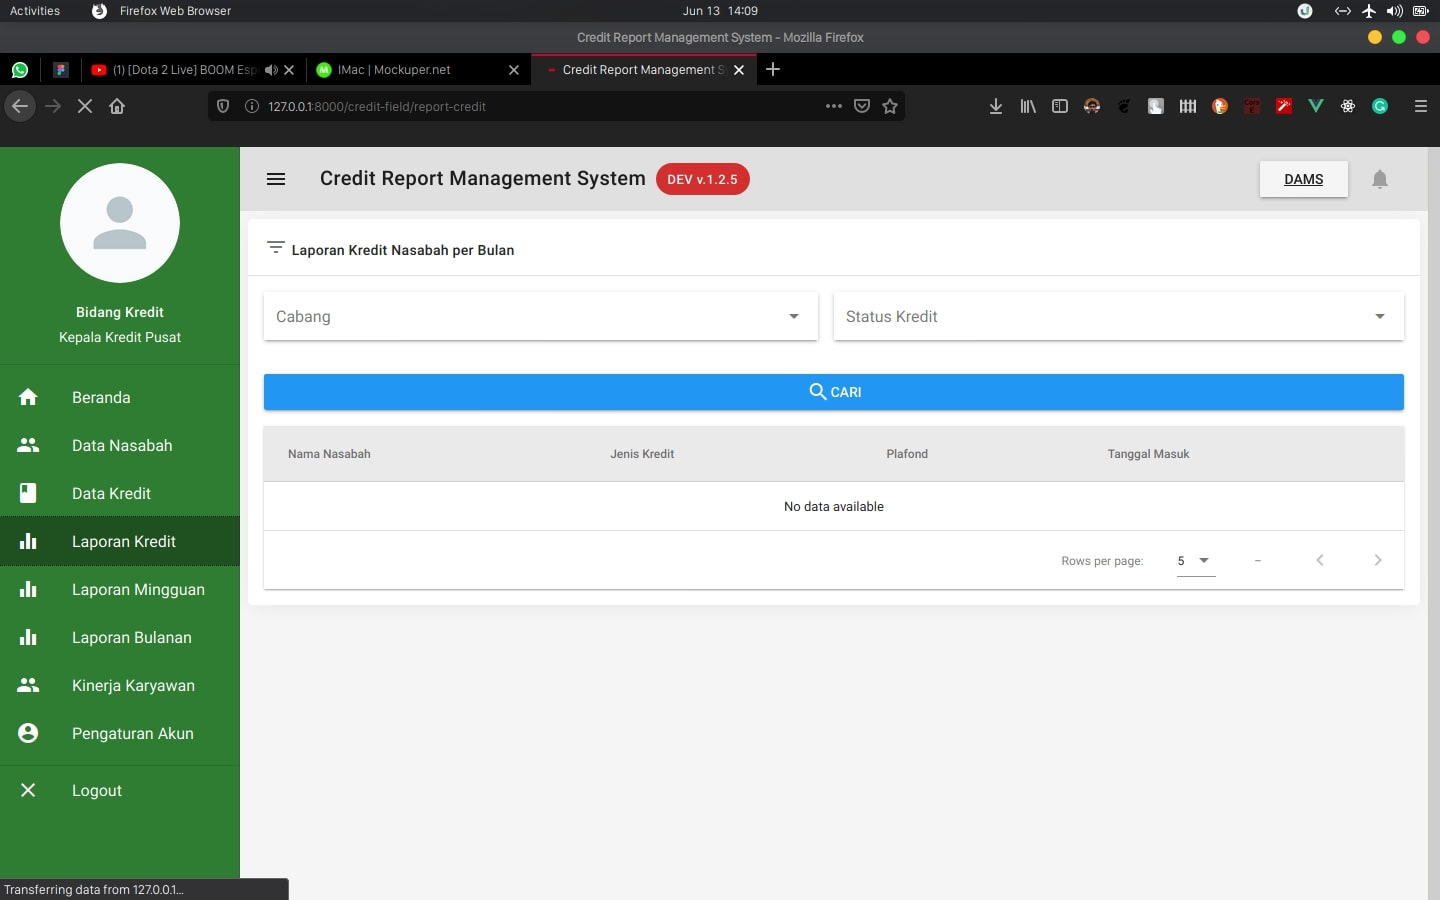 Activities Firefox Web Browser Jun 13 14:09
Credit Report Management System - Mozilla Firefox
(1) [Dota 2 Live] BOOM Esp IMac | Mockuper.net Credit Report Management S
127.0.0.1:8000/credit-field/report-credit
Credit Report Management System DEV v.1.2.5 DAMS
Laporan Kredit Nasabah per Bulan
Bidang Kredit
Kepala Kredit Pusat
Cabang Status Kredit
CARI
Beranda
Data Nasabah
Data Kredit
Laporan Kredit
Laporan Mingguan
Laporan Bulanan
Kinerja Karyawan
Pengaturan Akun
Logout
Nama Nasabah Jenis Kredit Plafond Tanggal Masuk
No data available
Rows per page: 5 –
Transferring data from 127.0.0.1...